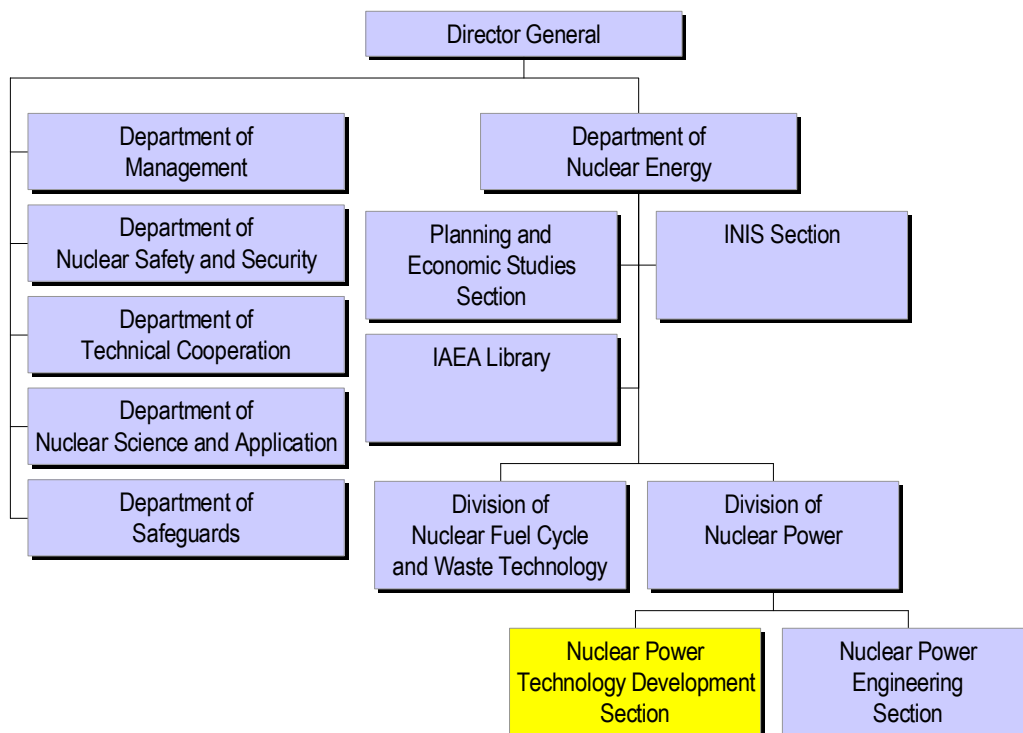 Director General
Department of
Management
Department of
Nuclear Safety and Security
Department of
Technical Cooperation
Department of
Nuclear Science and Application
Department of
Safeguards
Department of
Nuclear Energy
Planning and
Economic Studies
Section
INIS Section
IAEA Library
Division of
Nuclear Fuel Cycle
and Waste Technology
Division of
Nuclear Power
Nuclear Power
Technology Development
Section
Nuclear Power
Engineering
Section